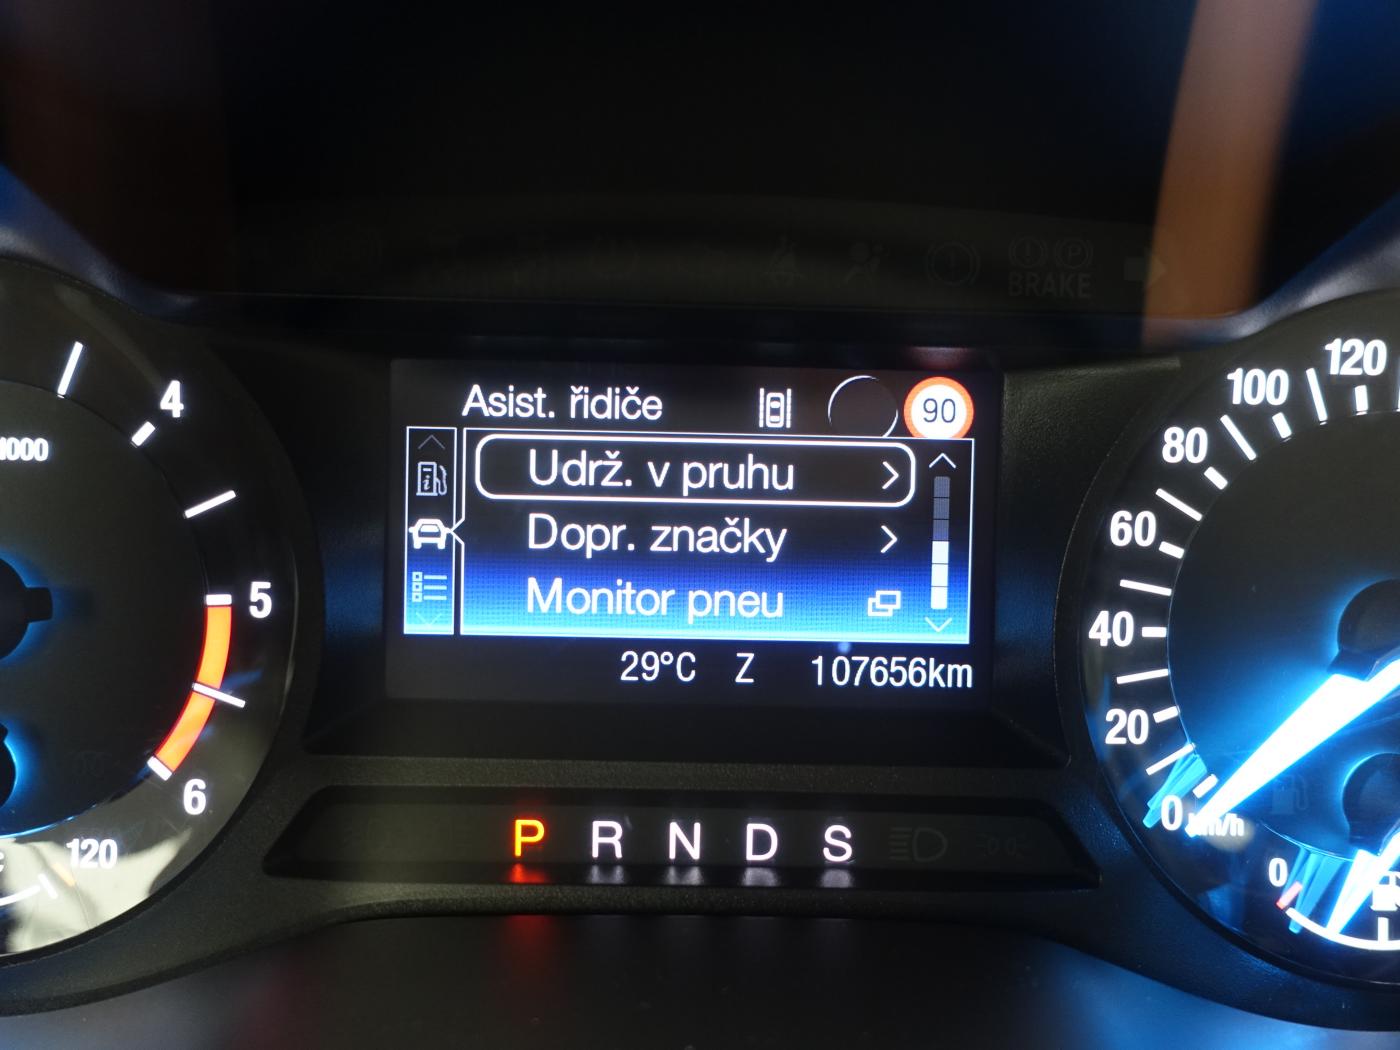 BRAKE
Asist. řidiče 90
Udrž. v pruhu
Dopr. značky
Monitor pneu
29°C Z 107656km
P R N D S
4
1000
5
6
120
120
100
80
60
40
20
0
km/h
0